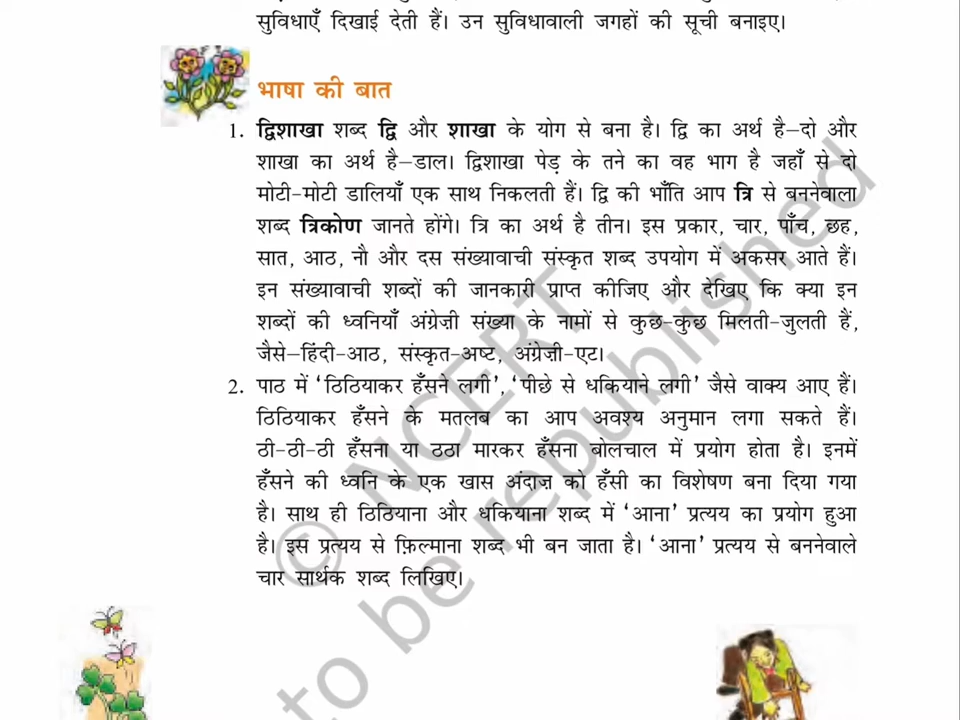 सुविधाएँ दिखाई देती हैं। उन सुविधावाली जगहों की सूची बनाइए।
भाषा की बात
1. द्विशाखा शब्द द्वि और शाखा के योग से बना है। द्वि का अर्थ है–दो और
शाखा का अर्थ है–डाल। द्विशाखा पेड़ के तने का वह भाग है जहाँ से दो
मोटी-मोटी डालियाँ एक साथ निकलती हैं। द्वि की भाँति आप त्रि से बननेवाला
शब्द त्रिकोण जानते होंगे। त्रि का अर्थ है तीन। इस प्रकार, चार, पाँच, छह,
सात, आठ, नौ और दस संख्यावाची संस्कृत शब्द उपयोग में अकसर आते हैं।
इन संख्यावाची शब्दों की जानकारी प्राप्त कीजिए और देखिए कि क्या इन
शब्दों की ध्वनियाँ अंग्रेज़ी संख्या के नामों से कुछ-कुछ मिलती-जुलती हैं,
जैसे–हिंदी-आठ, संस्कृत-अष्ट, अंग्रेज़ी-एट।
2. पाठ में ‘ठिठियाकर हँसने लगी’, ‘पीछे से धकियाने लगी’ जैसे वाक्य आए हैं।
ठिठियाकर हँसने के मतलब का आप अवश्य अनुमान लगा सकते हैं।
ठी-ठी-ठी हँसना या ठठा मारकर हँसना बोलचाल में प्रयोग होता है। इनमें
हँसने की ध्वनि के एक खास अंदाज़ को हँसी का विशेषण बना दिया गया
है। साथ ही ठिठियाना और धकियाना शब्द में ‘आना’ प्रत्यय का प्रयोग हुआ
है। इस प्रत्यय से फ़िल्माना शब्द भी बन जाता है। ‘आना’ प्रत्यय से बननेवाले
चार सार्थक शब्द लिखिए।
© NCERT
to be republished